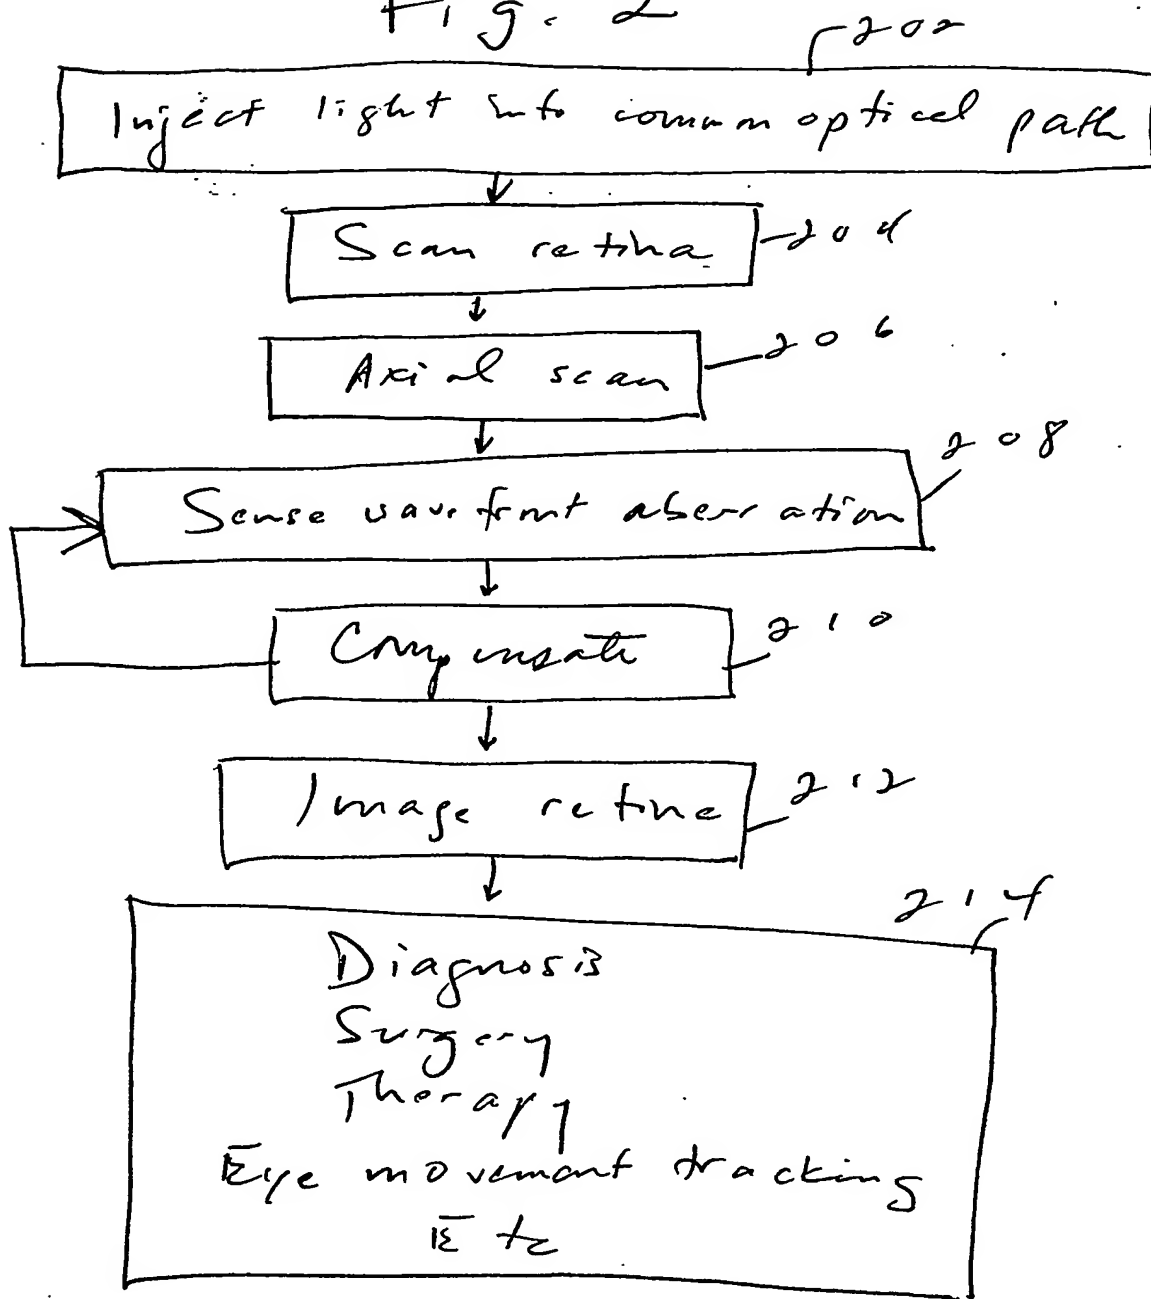 Fig. 2
202
Inject light into common optical path
Scan retina
204
Axial scan
206
208
Sense wavefront aberration
Compensate
210
Image retina
212
214
Diagnosis
Surgery
Therapy
Eye movement tracking
Etc